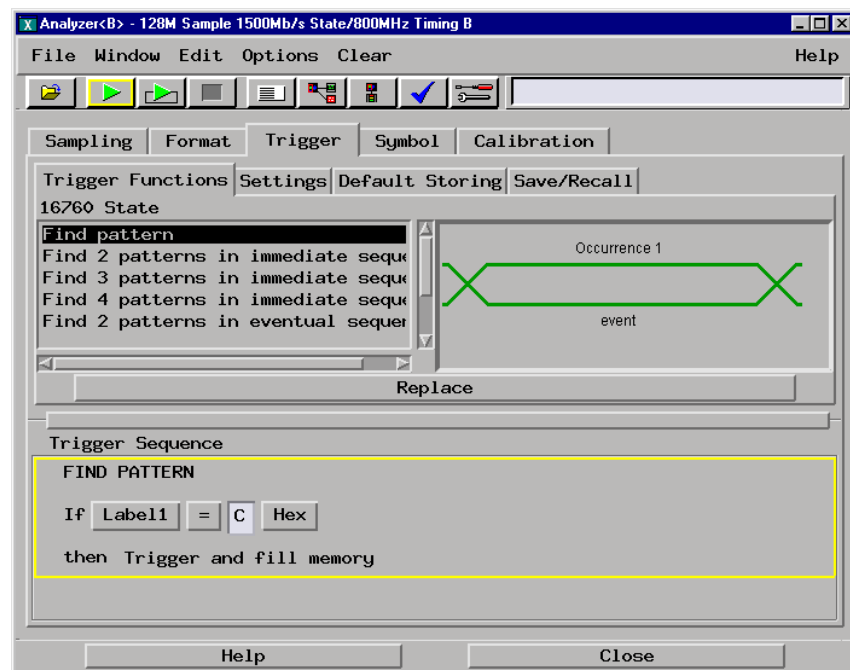 Analyzer<B> - 128M Sample 1500Mb/s State/800MHz Timing B
File Window Edit Options Clear Help
Sampling Format Trigger Symbol Calibration
Trigger Functions Settings Default Storing Save/Recall
16760 State
Find pattern
Find 2 patterns in immediate seque
Find 3 patterns in immediate seque
Find 4 patterns in immediate seque
Find 2 patterns in eventual sequen
Occurrence 1
event
Replace
Trigger Sequence
FIND PATTERN
If Label1 = C Hex
then Trigger and fill memory
Help Close